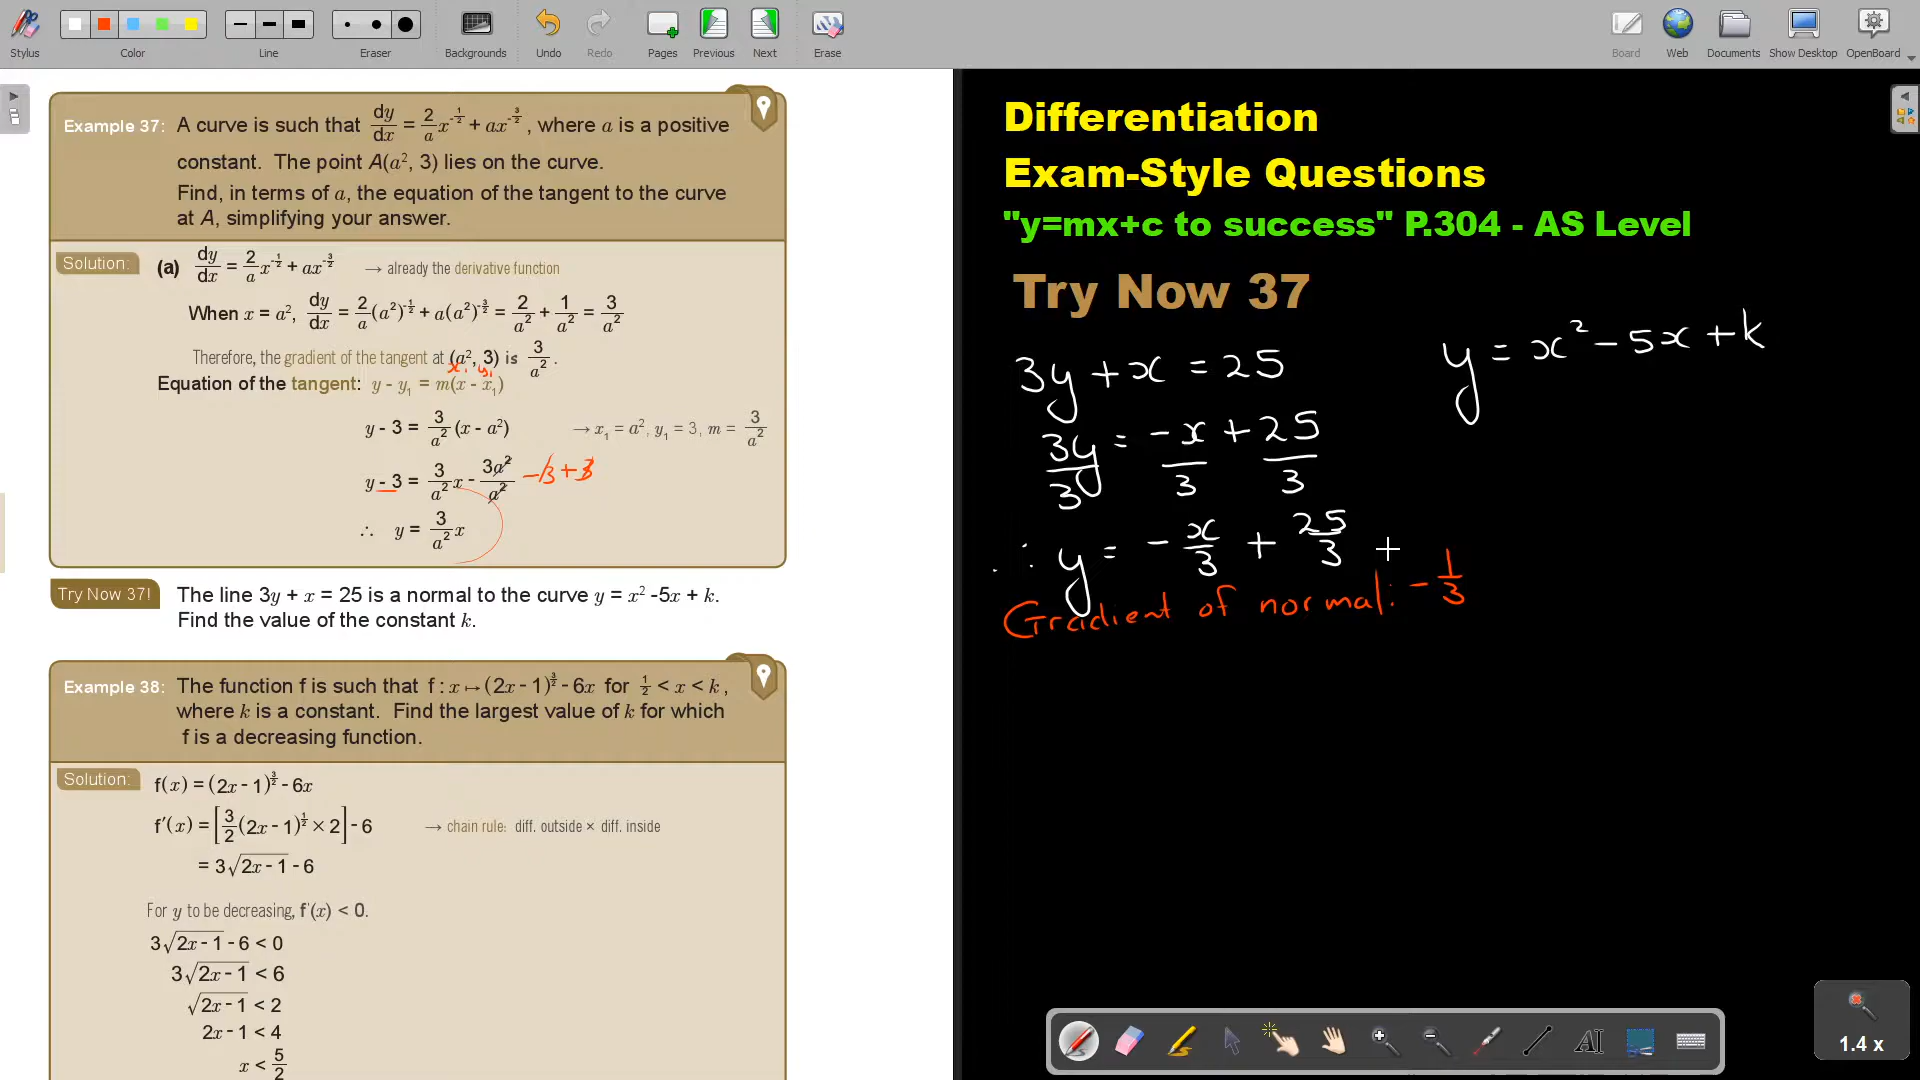 Stylus Color Line Eraser Backgrounds Undo Redo Pages Previous Next Erase Board Web Documents Show Desktop OpenBoard
Example 37: A curve is such that dy/dx = 2/a x^(-1/2) + ax^(-3/2), where a is a positive
constant. The point A(a², 3) lies on the curve.
Find, in terms of a, the equation of the tangent to the curve
at A, simplifying your answer.
Solution: (a) dy/dx = 2/a x^(-1/2) + ax^(-3/2) → already the derivative function
When x = a², dy/dx = 2/a (a²)^(-1/2) + a(a²)^(-3/2) = 2/a² + 1/a² = 3/a²
Therefore, the gradient of the tangent at (a², 3) is 3/a².
x₁ y₁
Equation of the tangent: y - y₁ = m(x - x₁)
y - 3 = 3/a² (x - a²) → x₁ = a², y₁ = 3, m = 3/a²
y - 3 = 3/a² x - 3a²/a² -3 +3
∴ y = 3/a² x
Try Now 37! The line 3y + x = 25 is a normal to the curve y = x² -5x + k.
Find the value of the constant k.
Example 38: The function f is such that f : x ↦ (2x - 1)^(3/2) - 6x for 1/2 < x < k,
where k is a constant. Find the largest value of k for which
f is a decreasing function.
Solution: f(x) = (2x - 1)^(3/2) - 6x
f'(x) = [3/2 (2x - 1)^(1/2) × 2] - 6 → chain rule: diff. outside × diff. inside
= 3√(2x - 1) - 6
For y to be decreasing, f'(x) < 0.
3√(2x - 1) - 6 < 0
3√(2x - 1) < 6
√(2x - 1) < 2
2x - 1 < 4
x < 5/2
Differentiation
Exam-Style Questions
"y=mx+c to success" P.304 - AS Level
Try Now 37
3y + x = 25
y = x² - 5x + k
3y/3 = -x/3 + 25/3
∴ y = -x/3 + 25/3
Gradient of normal: -1/3
1.4 x